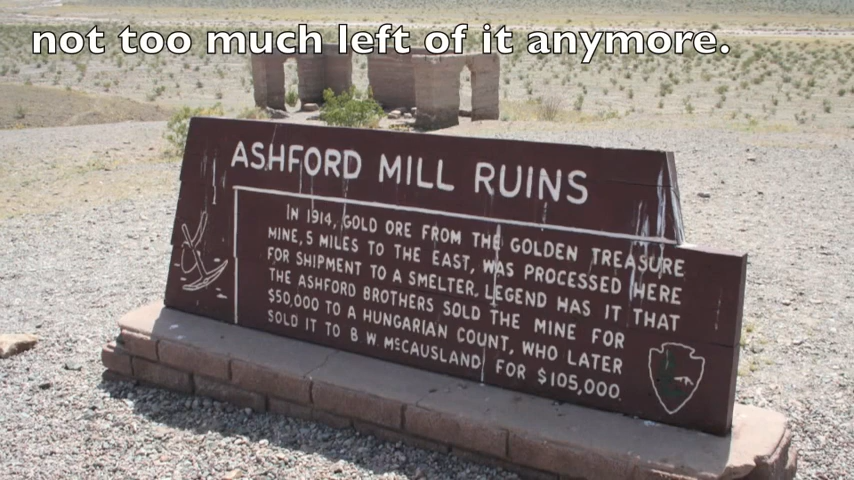 not too much left of it anymore.
ASHFORD MILL RUINS
IN 1914, GOLD ORE FROM THE GOLDEN TREASURE
MINE, 5 MILES TO THE EAST, WAS PROCESSED HERE
FOR SHIPMENT TO A SMELTER. LEGEND HAS IT THAT
THE ASHFORD BROTHERS SOLD THE MINE FOR
$50,000 TO A HUNGARIAN COUNT, WHO LATER
SOLD IT TO B W McCAUSLAND FOR $105,000.